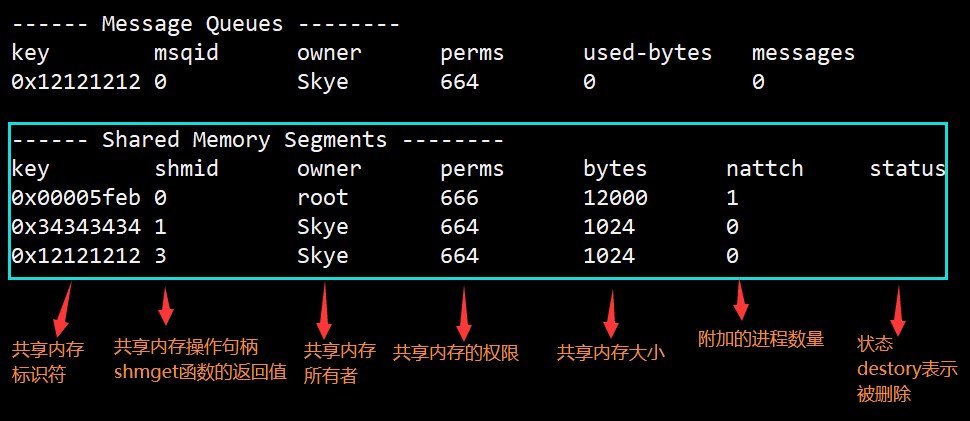 ------ Message Queues --------
key msqid owner perms used-bytes messages
0x12121212 0 Skye 664 0 0
------ Shared Memory Segments --------
key shmid owner perms bytes nattch status
0x00005feb 0 root 666 12000 1
0x34343434 1 Skye 664 1024 0
0x12121212 3 Skye 664 1024 0
共享内存
标识符
共享内存操作句柄
shmget函数的返回值
共享内存
所有者
共享内存的权限
共享内存大小
附加的进程数量
状态
destory表示
被删除